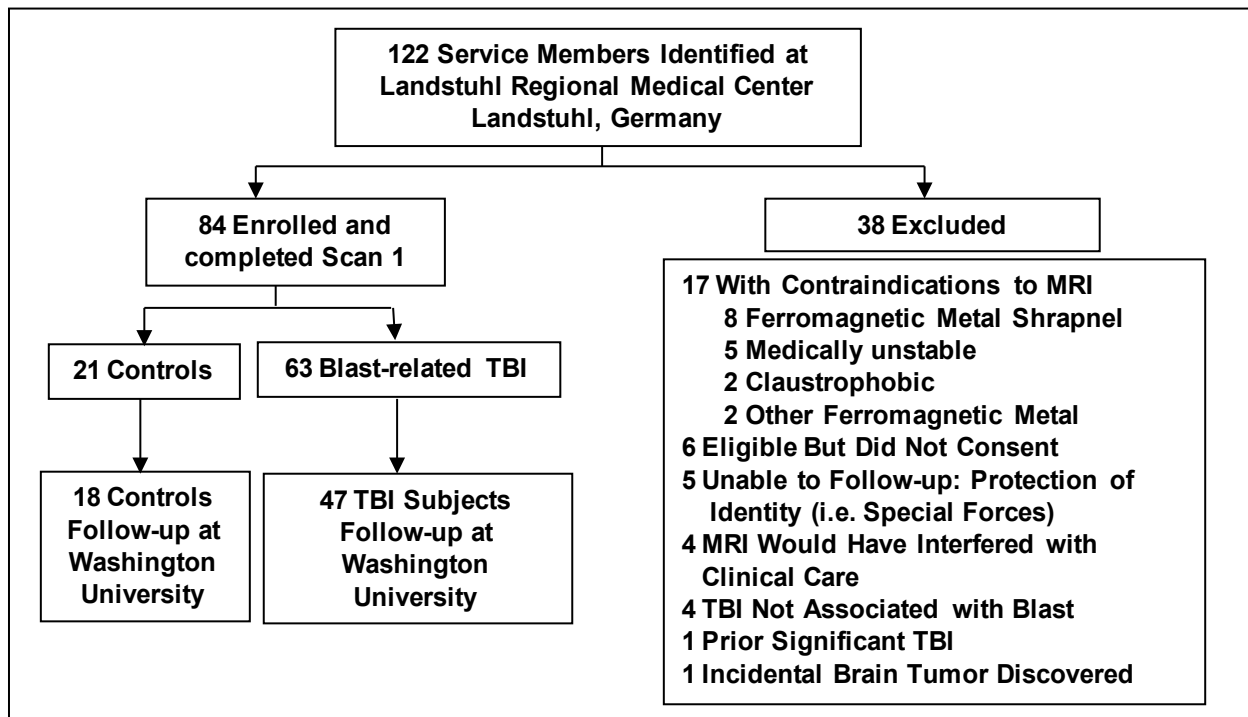 122 Service Members Identified at
Landstuhl Regional Medical Center
Landstuhl, Germany
84 Enrolled and
completed Scan 1
38 Excluded
21 Controls
63 Blast-related TBI
18 Controls
Follow-up at
Washington
University
47 TBI Subjects
Follow-up at
Washington
University
17 With Contraindications to MRI
8 Ferromagnetic Metal Shrapnel
5 Medically unstable
2 Claustrophobic
2 Other Ferromagnetic Metal
6 Eligible But Did Not Consent
5 Unable to Follow-up: Protection of
Identity (i.e. Special Forces)
4 MRI Would Have Interfered with
Clinical Care
4 TBI Not Associated with Blast
1 Prior Significant TBI
1 Incidental Brain Tumor Discovered